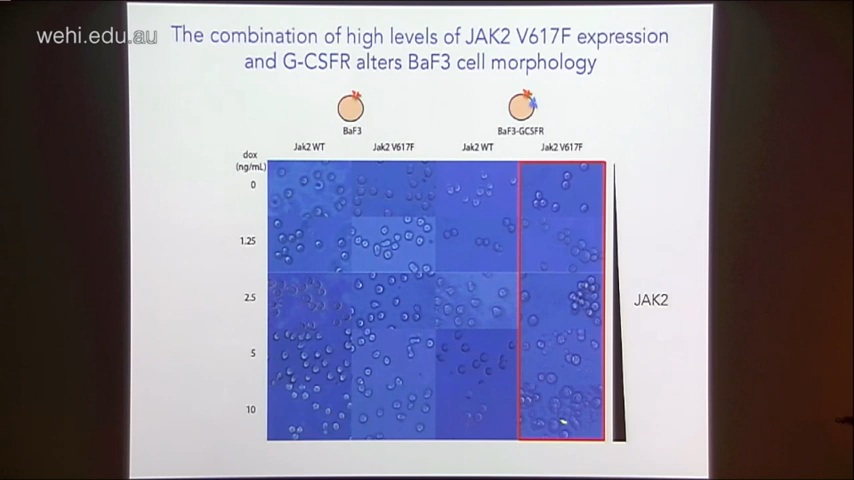 wehi.edu.au
The combination of high levels of JAK2 V617F expression
and G-CSFR alters BaF3 cell morphology
BaF3
BaF3-GCSFR
Jak2 WT
Jak2 V617F
Jak2 WT
Jak2 V617F
dox
(ng/mL)
0
1.25
2.5
5
10
JAK2